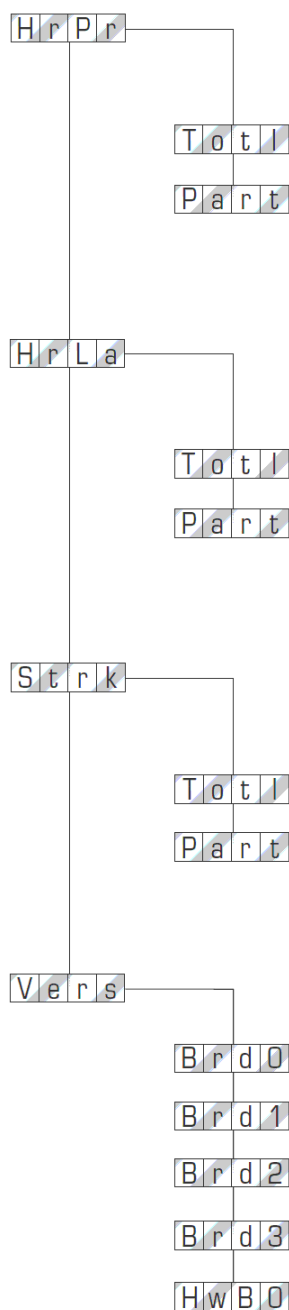 HrPr
Totl
Part
HrLa
Totl
Part
Strk
Totl
Part
Vers
Brd0
Brd1
Brd2
Brd3
HwB0